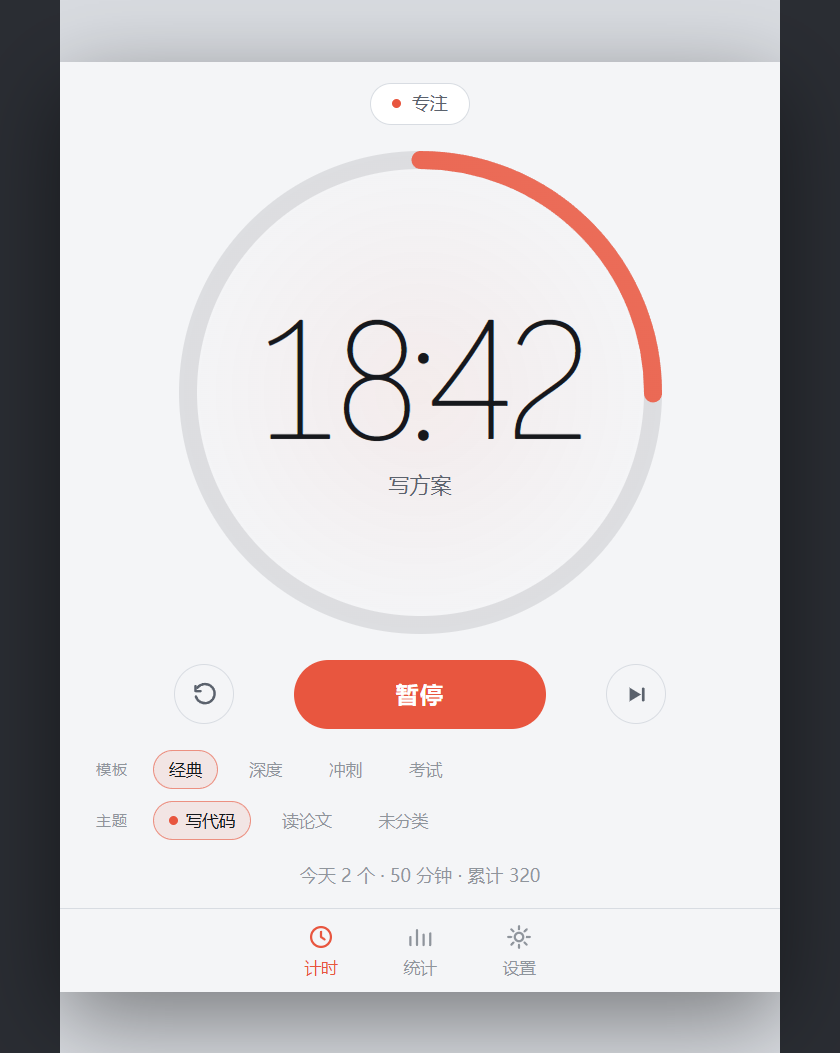 专注
18:42
写方案
暂停
模板 经典 深度 冲刺 考试
主题 写代码 读论文 未分类
今天 2 个 · 50 分钟 · 累计 320
计时 统计 设置